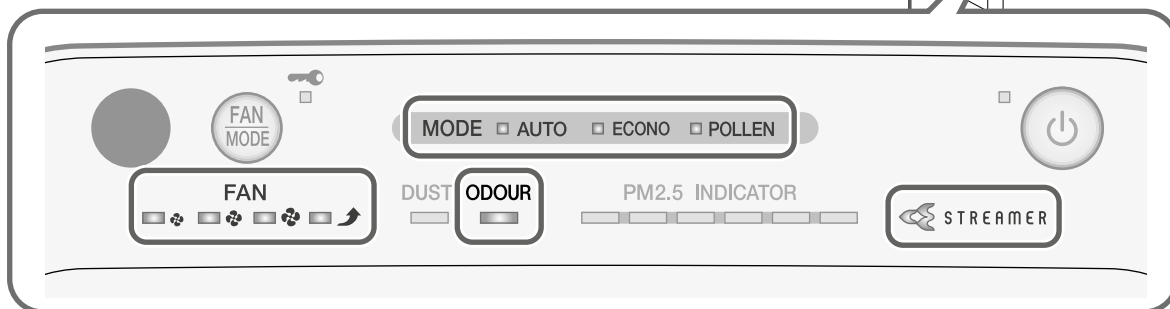 FAN
MODE
MODE AUTO ECONO POLLEN
FAN
DUST
ODOUR
PM2.5 INDICATOR
STREAMER